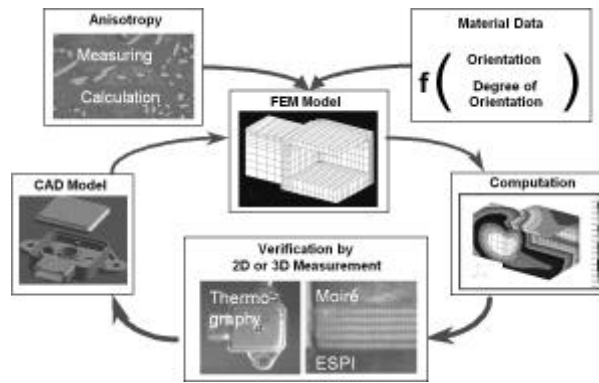 Anisotropy
Measuring
Calculation
Material Data
f ( Orientation
Degree of
Orientation )
FEM Model
CAD Model
Computation
Verification by
2D or 3D Measurement
Thermo-
graphy
Moiré
ESPI